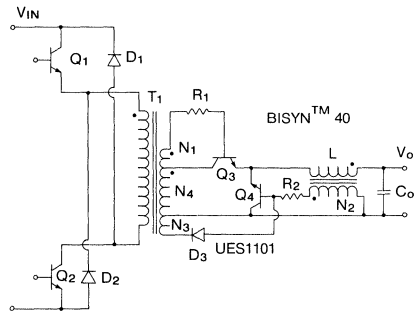 VIN
Q1
D1
T1
R1
BISYN™ 40
N1
Q3
L
Vo
N4
Q4
R2
Co
N2
N3
D3
UES1101
Q2
D2